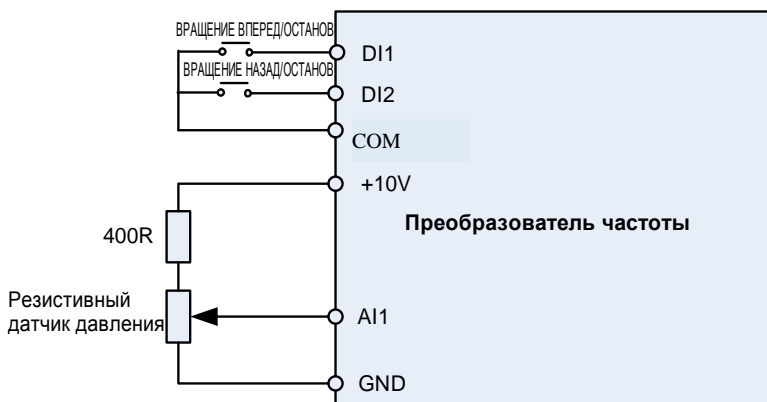 ВРАЩЕНИЕ ВПЕРЕД/ОСТАНОВ
DI1
ВРАЩЕНИЕ НАЗАД/ОСТАНОВ
DI2
COM
+10V
Преобразователь частоты
400R
Резистивный
датчик давления
AI1
GND